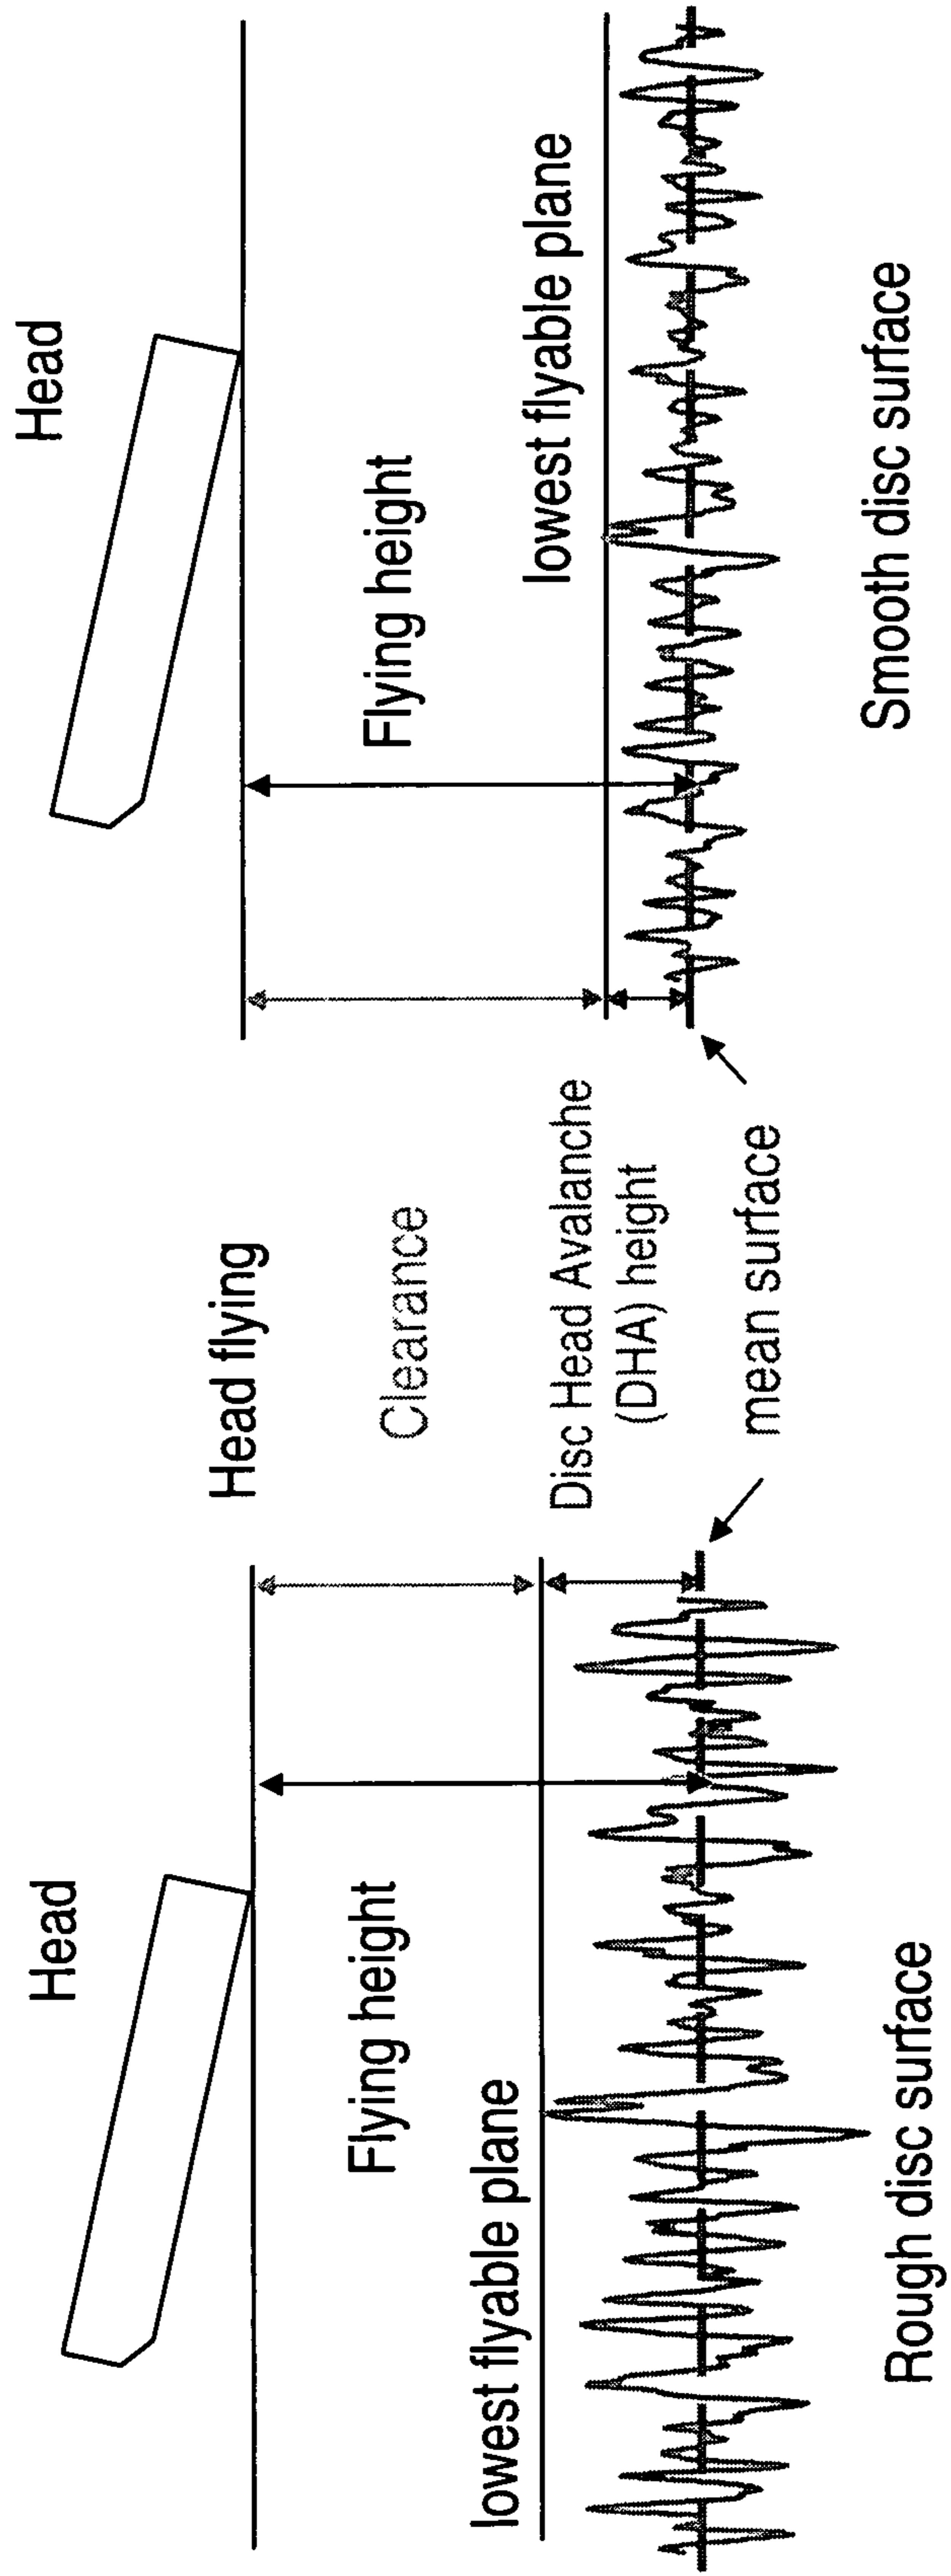 Head
Flying height
lowest flyable plane
Rough disc surface
Head flying
Clearance
Disc Head Avalanche
(DHA) height
mean surface
Head
Flying height
lowest flyable plane
Smooth disc surface